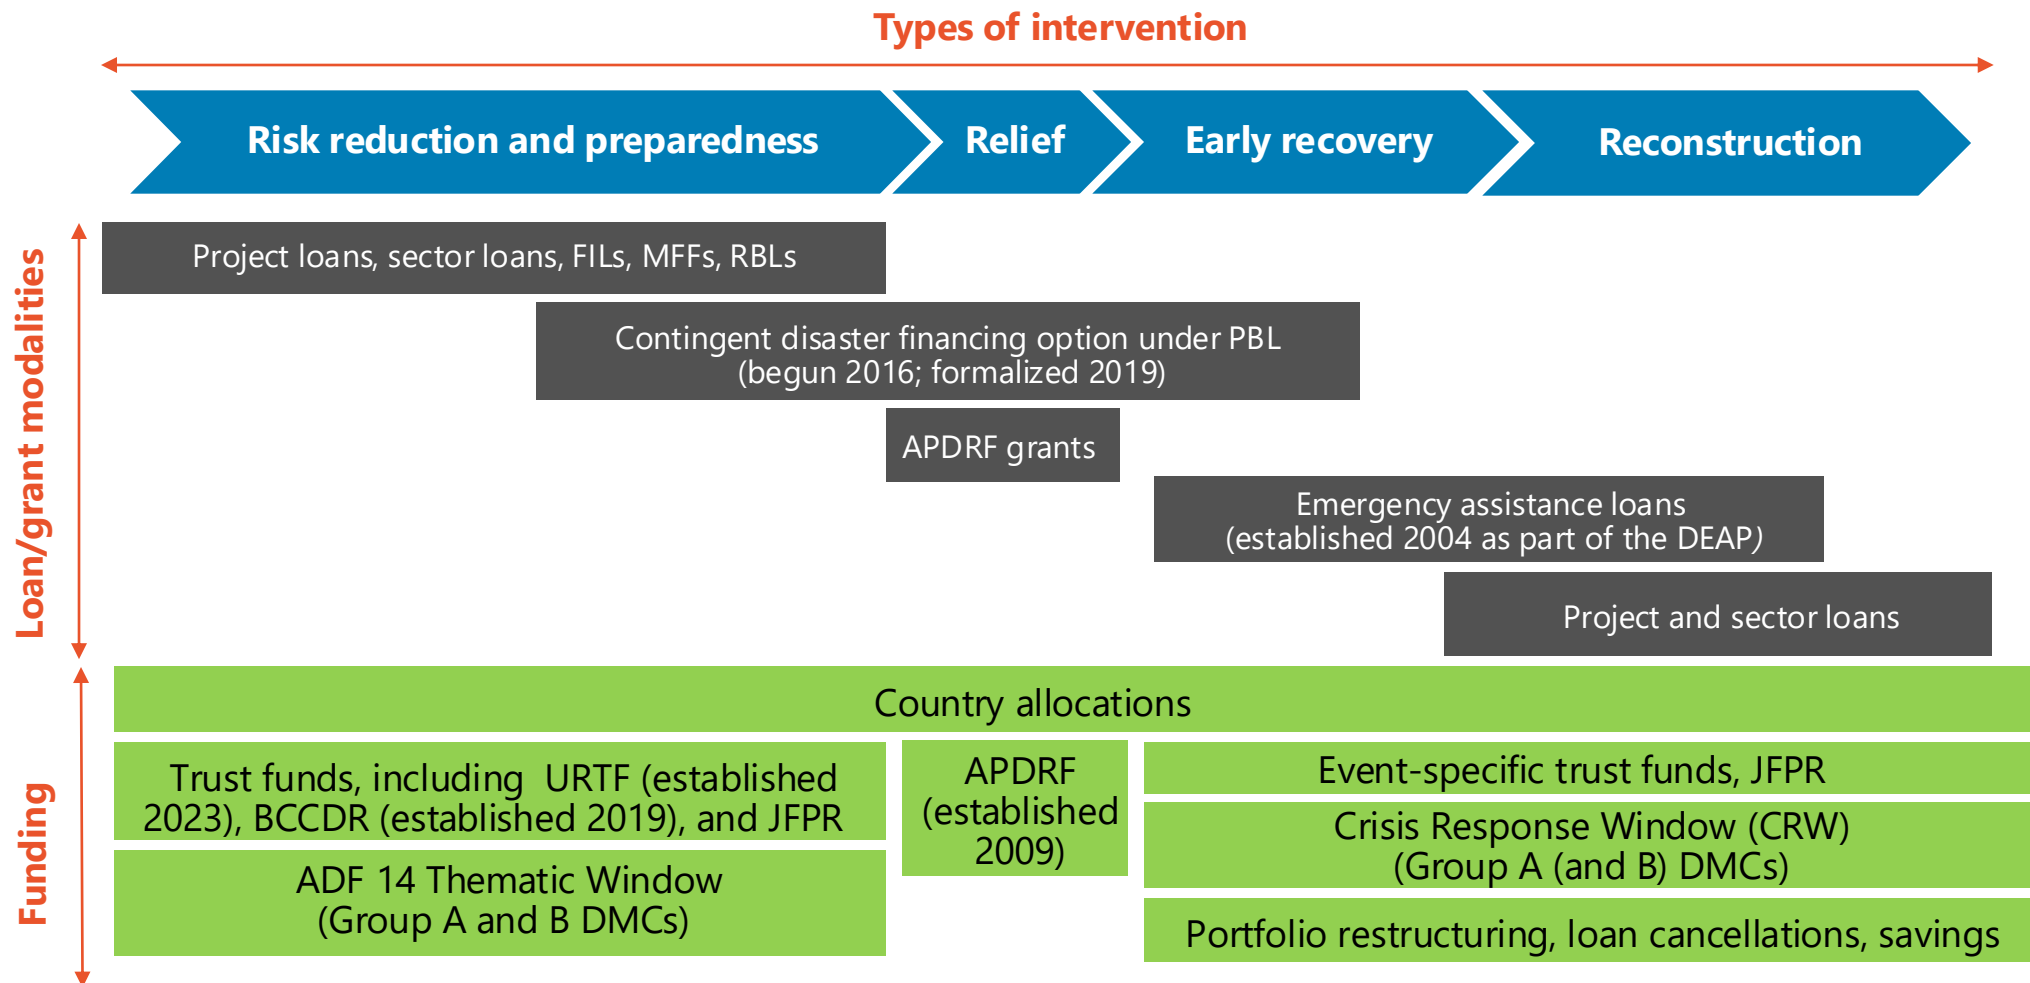 Types of intervention
Risk reduction and preparedness
Relief
Early recovery
Reconstruction
Loan/grant modalities
Project loans, sector loans, FILs, MFFs, RBLs
Contingent disaster financing option under PBL
(begun 2016; formalized 2019)
APDRF grants
Emergency assistance loans
(established 2004 as part of the DEAP)
Project and sector loans
Funding
Country allocations
Trust funds, including URTF (established
2023), BCCDR (established 2019), and JFPR
ADF 14 Thematic Window
(Group A and B DMCs)
APDRF
(established
2009)
Event-specific trust funds, JFPR
Crisis Response Window (CRW)
(Group A (and B) DMCs)
Portfolio restructuring, loan cancellations, savings